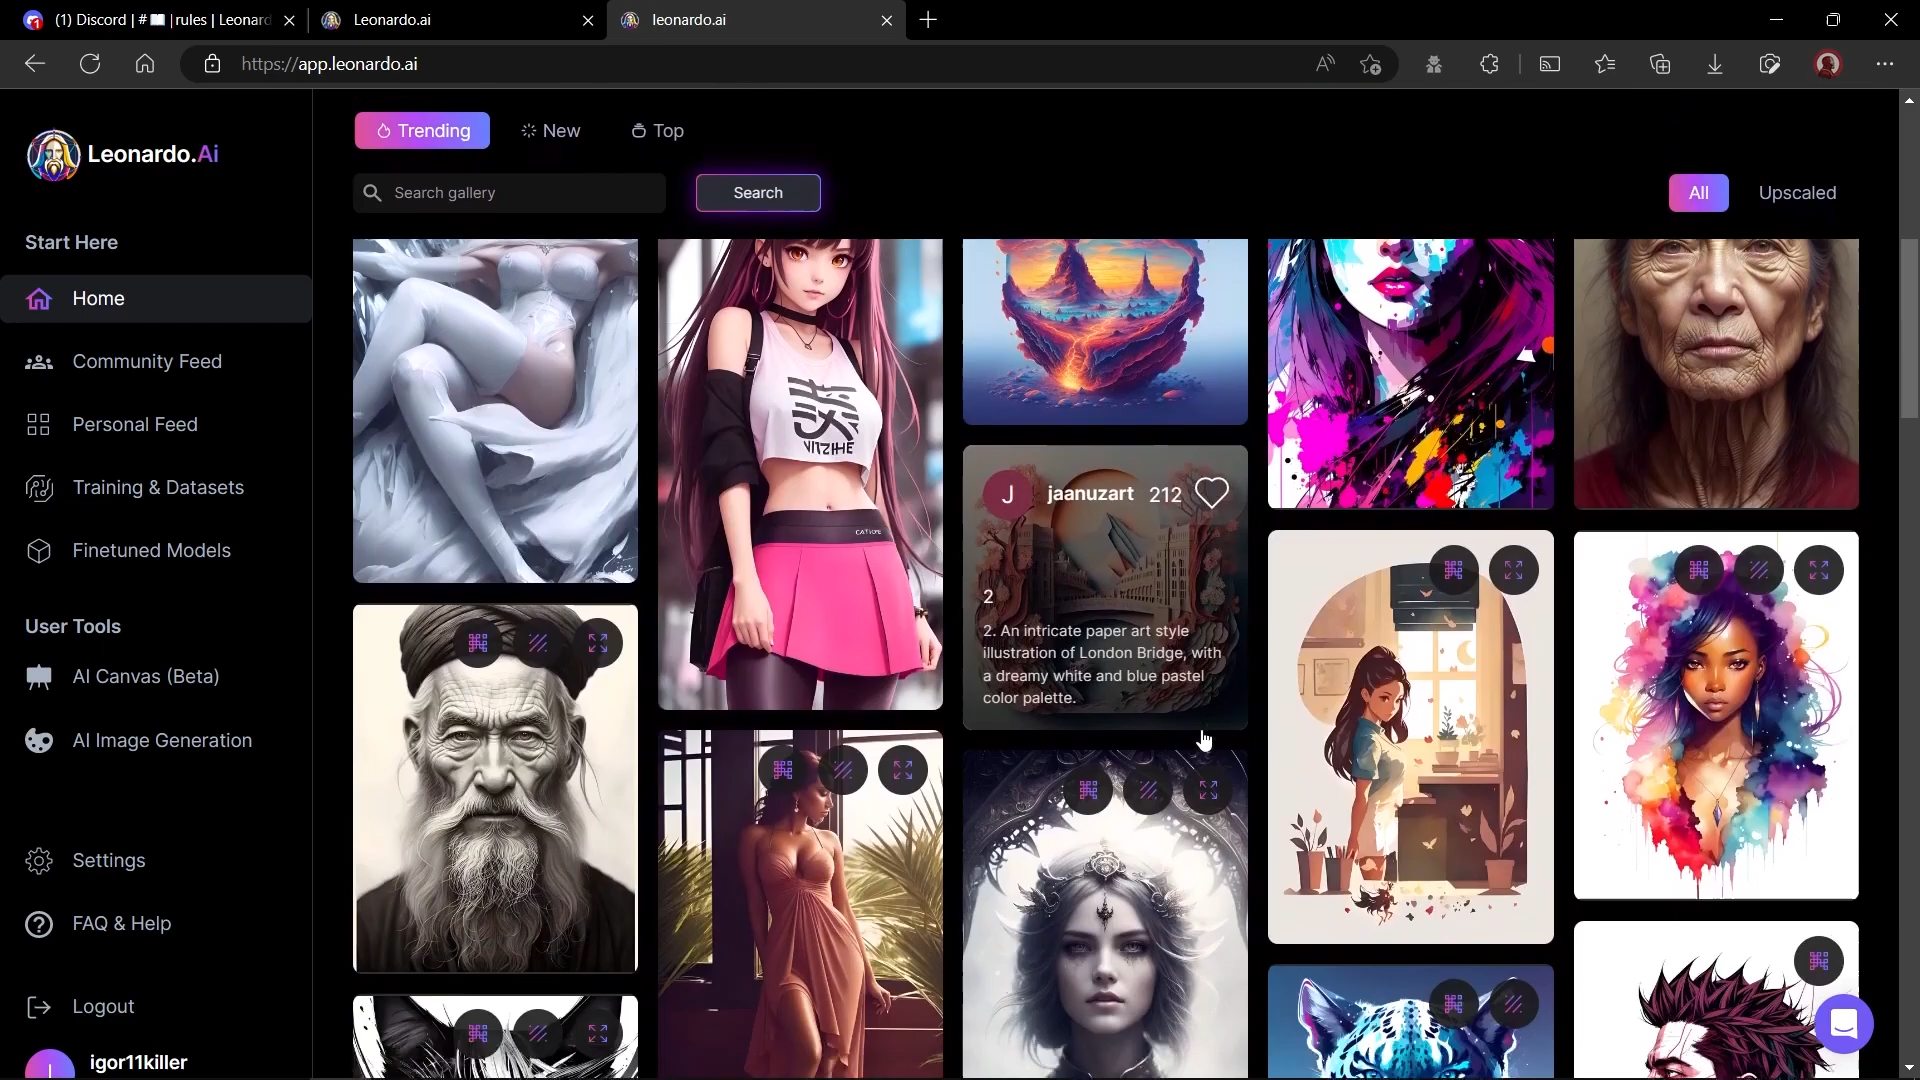 (1) Discord | # | rules | Leonard
Leonardo.ai
leonardo.ai
https://app.leonardo.ai
Leonardo.Ai
Start Here
Home
Community Feed
Personal Feed
Training & Datasets
Finetuned Models
User Tools
AI Canvas (Beta)
AI Image Generation
Settings
FAQ & Help
Logout
igor11killer
Trending
New
Top
Search gallery
Search
All
Upscaled
J
jaanuzart
212
2
2. An intricate paper art style
illustration of London Bridge, with
a dreamy white and blue pastel
color palette.